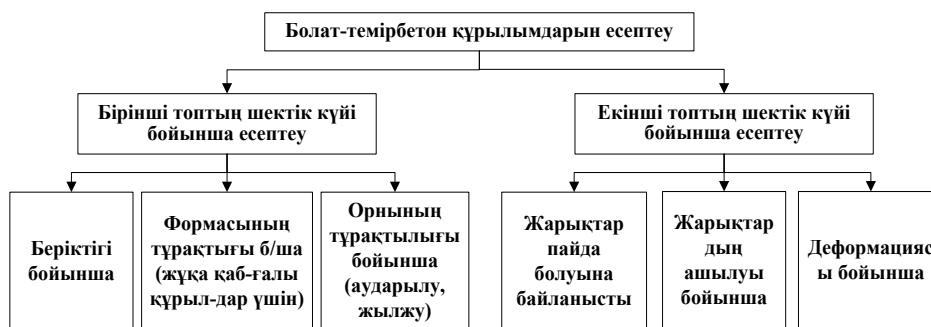 Болат-темірбетон құрылымдарын есептеу
Бірінші топтың шектік күйі
бойынша есептеу
Екінші топтың шектік күйі
бойынша есептеу
Беріктігі
бойынша
Формасының
тұрақтығы б/ша
(жұқа қаб-ғалы
құрыл-дар үшін)
Орнының
тұрақтылығы
бойынша
(аударылу,
жылжу)
Жарықтар
пайда
болуына
байланысты
Жарықтар
дың
ашылуы
бойынша
Деформацияс
ы бойынша